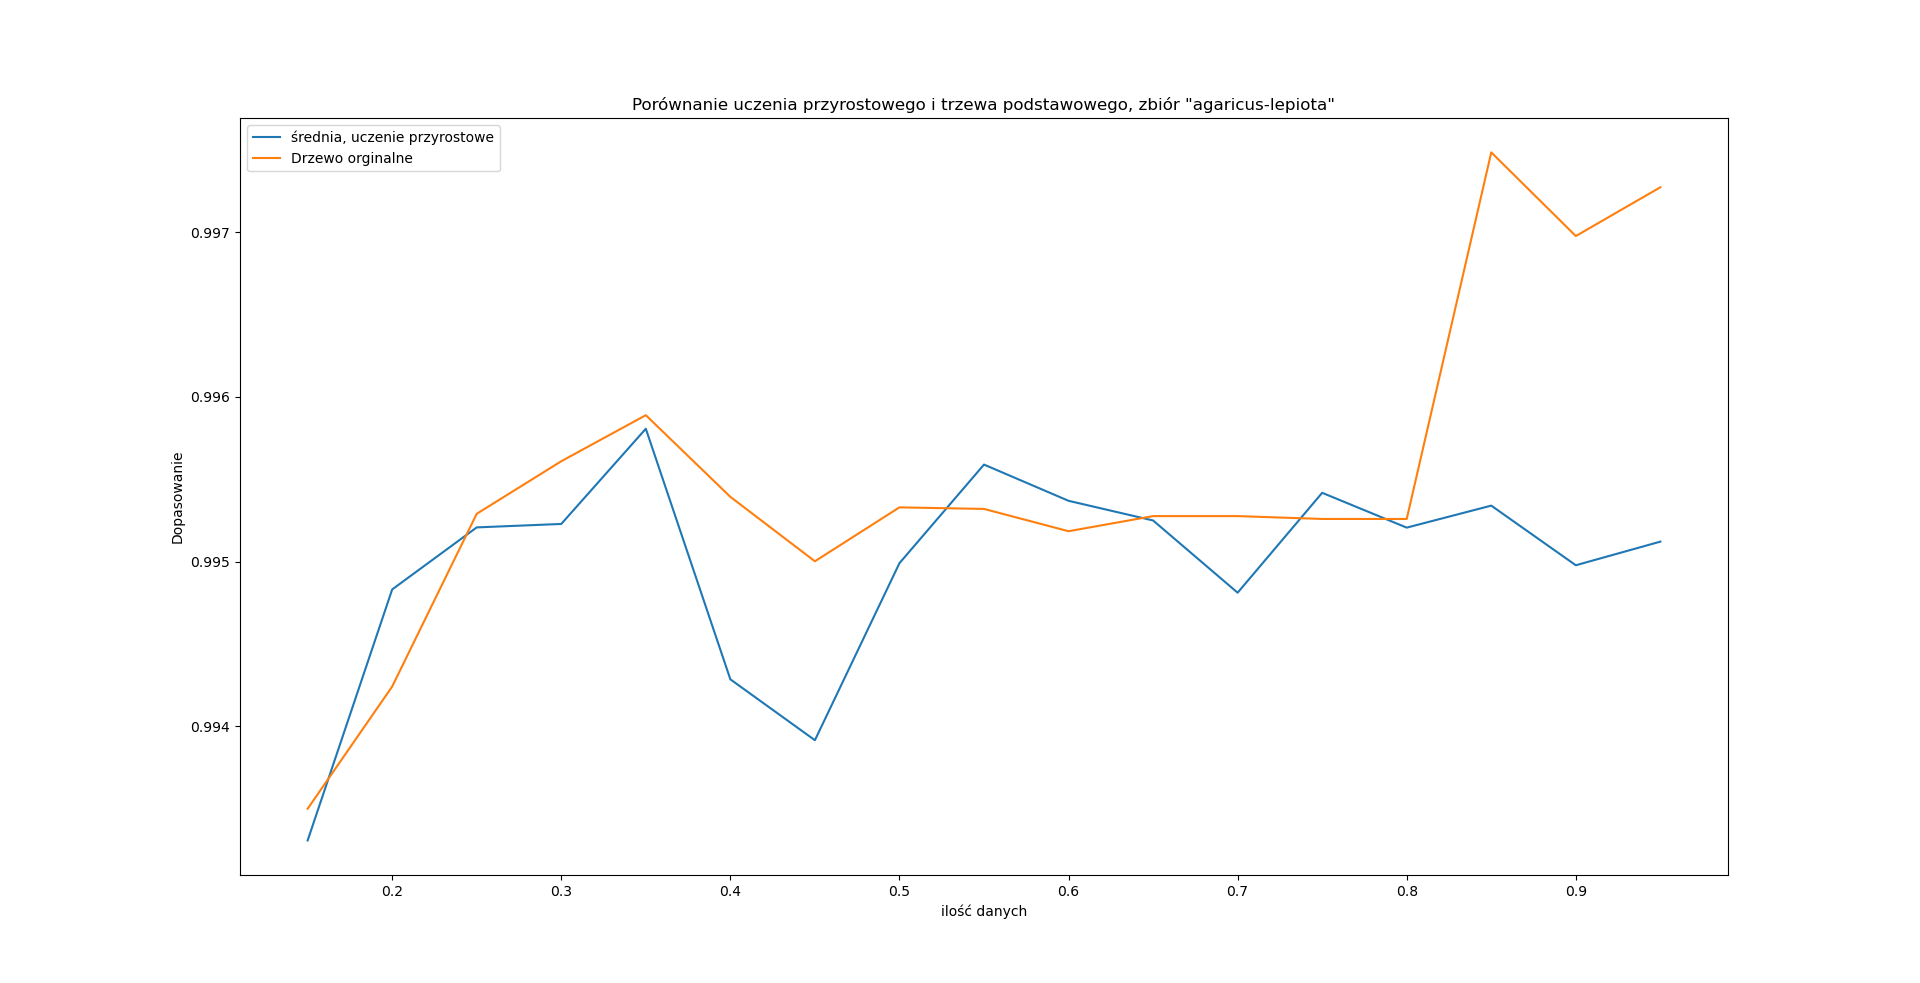 Porównanie uczenia przyrostowego i trzewa podstawowego, zbiór "agaricus-lepiota"
średnia, uczenie przyrostowe
Drzewo orginalne
0.997
0.996
0.995
0.994
Dopasowanie
0.2 0.3 0.4 0.5 0.6 0.7 0.8 0.9
ilość danych